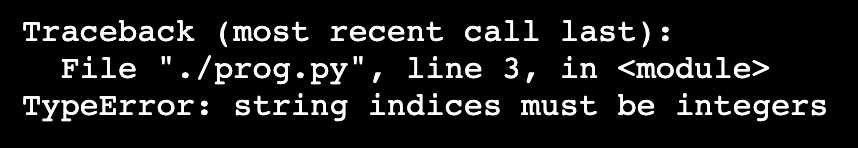 Traceback (most recent call last):
  File "./prog.py", line 3, in <module>
TypeError: string indices must be integers